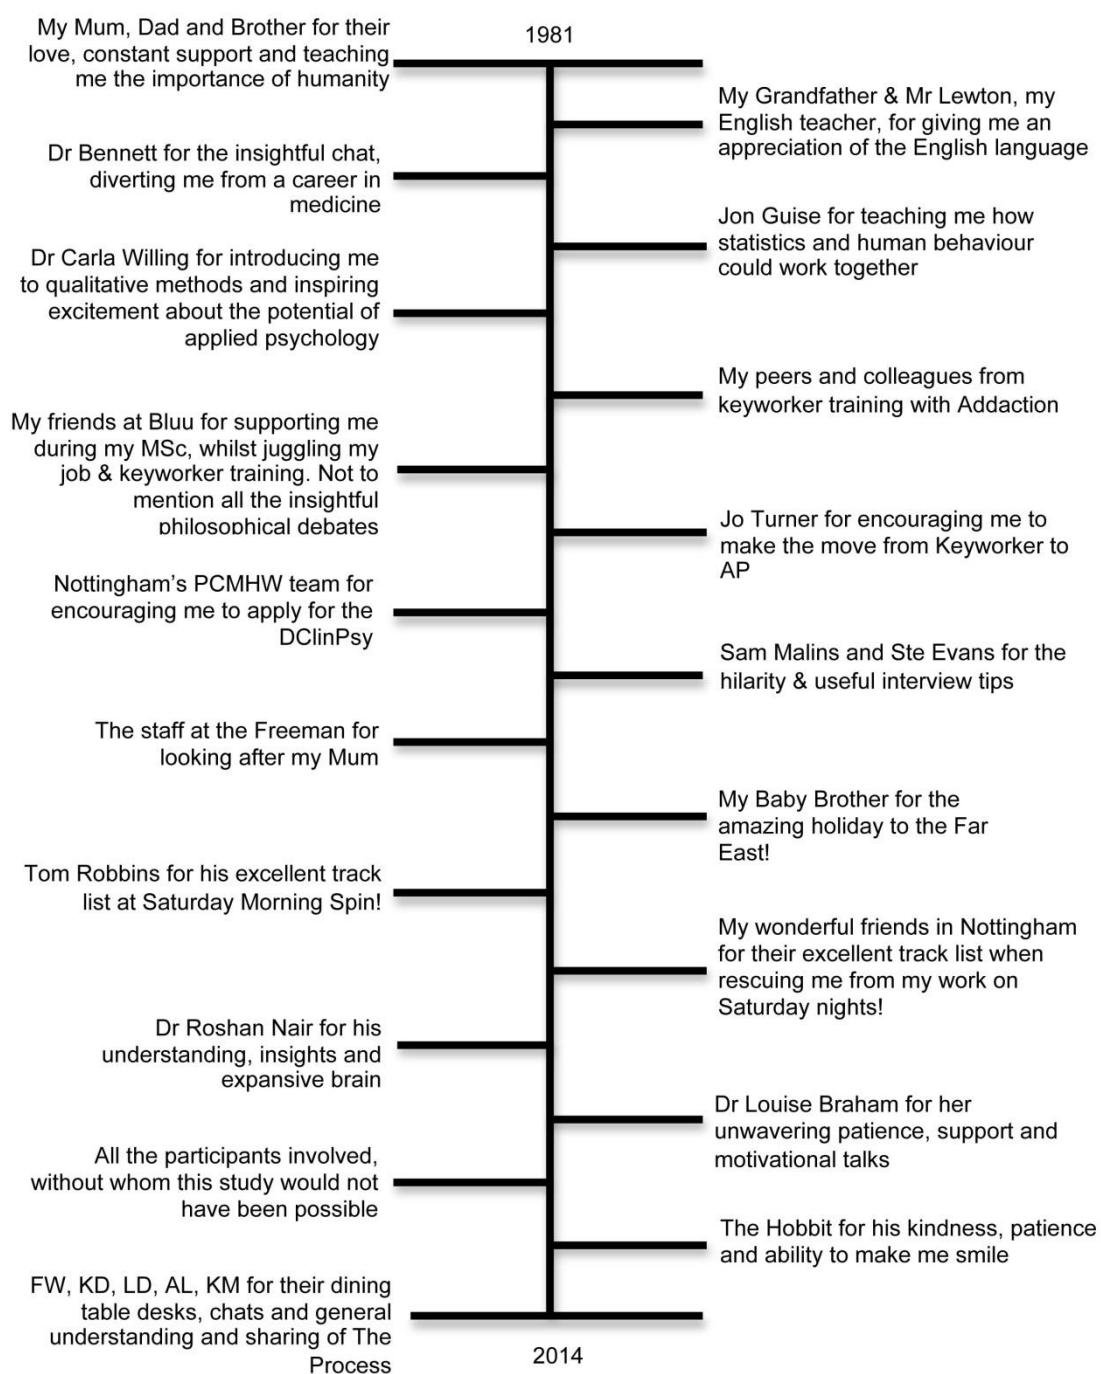 1981
My Mum, Dad and Brother for their
love, constant support and teaching
me the importance of humanity
My Grandfather & Mr Lewton, my
English teacher, for giving me an
appreciation of the English language
Dr Bennett for the insightful chat,
diverting me from a career in
medicine
Jon Guise for teaching me how
statistics and human behaviour
could work together
Dr Carla Willing for introducing me
to qualitative methods and inspiring
excitement about the potential of
applied psychology
My peers and colleagues from
keyworker training with Addaction
My friends at Bluu for supporting me
during my MSc, whilst juggling my
job & keyworker training. Not to
mention all the insightful
philosophical debates
Jo Turner for encouraging me to
make the move from Keyworker to
AP
Nottingham’s PCMHW team for
encouraging me to apply for the
DClinPsy
Sam Malins and Ste Evans for the
hilarity & useful interview tips
The staff at the Freeman for
looking after my Mum
My Baby Brother for the
amazing holiday to the Far
East!
Tom Robbins for his excellent track
list at Saturday Morning Spin!
My wonderful friends in Nottingham
for their excellent track list when
rescuing me from my work on
Saturday nights!
Dr Roshan Nair for his
understanding, insights and
expansive brain
Dr Louise Braham for her
unwavering patience, support and
motivational talks
All the participants involved,
without whom this study would not
have been possible
The Hobbit for his kindness, patience
and ability to make me smile
FW, KD, LD, AL, KM for their dining
table desks, chats and general
understanding and sharing of The
Process
2014